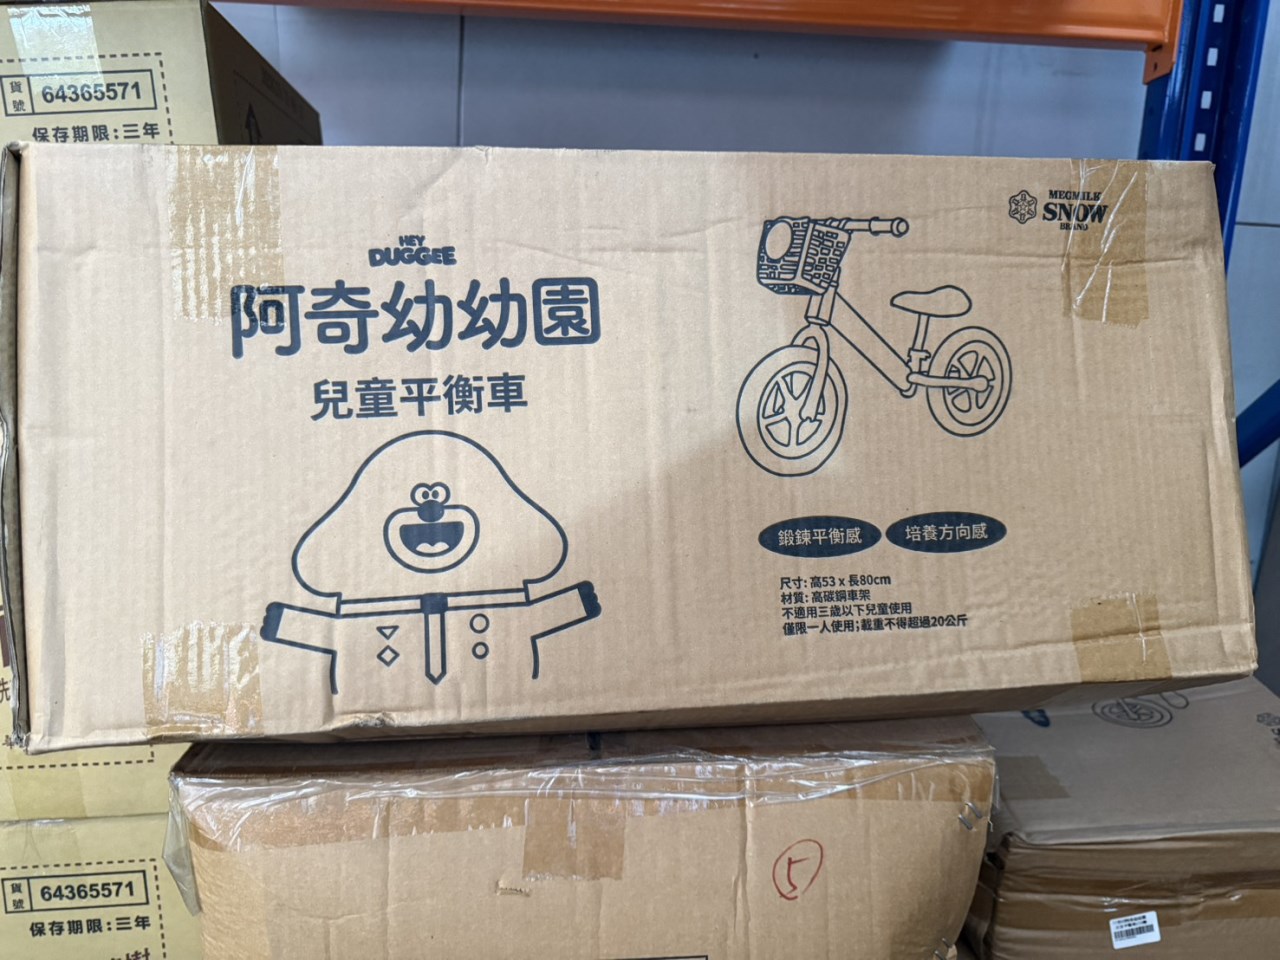 貨號 64365571
保存期限:三年
MEGMILK
SNOW
BRAND
HEY
DUGGEE
阿奇幼幼園
兒童平衡車
鍛鍊平衡感
培養方向感
尺寸: 高53 x 長80cm
材質: 高碳鋼車架
不適用三歲以下兒童使用
僅限一人使用;載重不得超過20公斤
洗
5
貨號 64365571
保存期限:三年